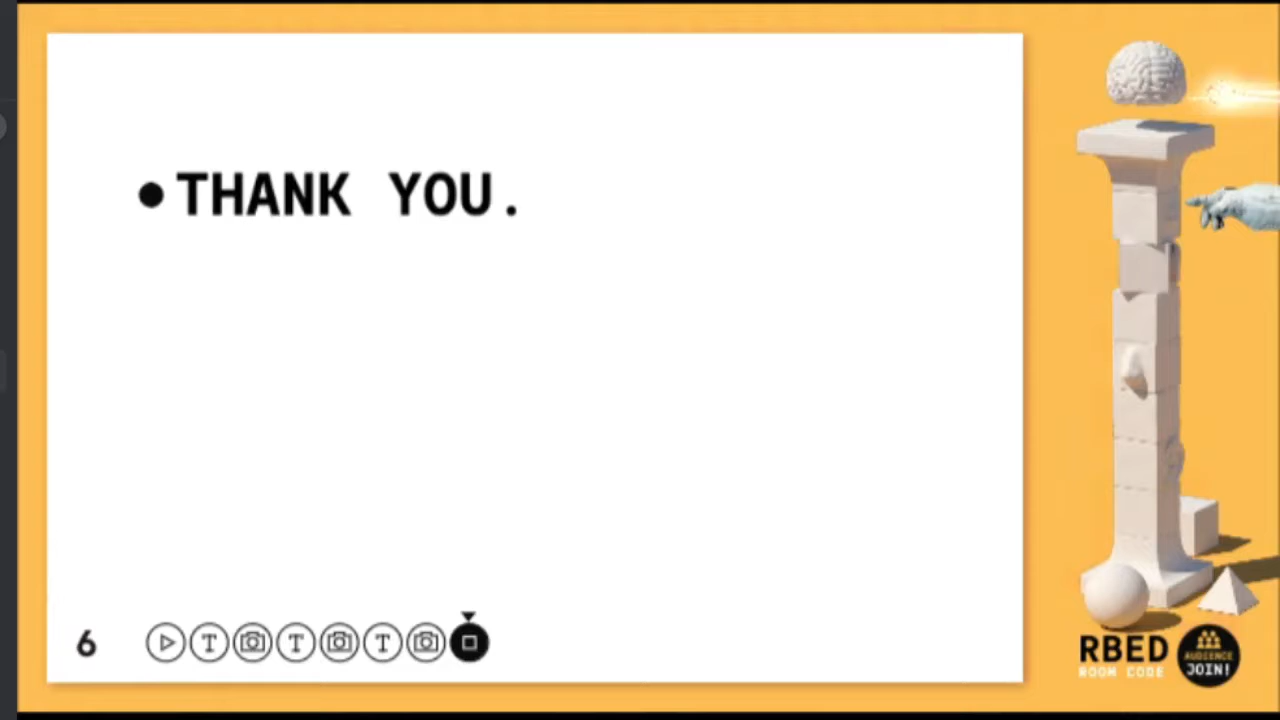 ● THANK YOU.
6
T T T
RBED
ROOM CODE
AUDIENCE
JOIN!